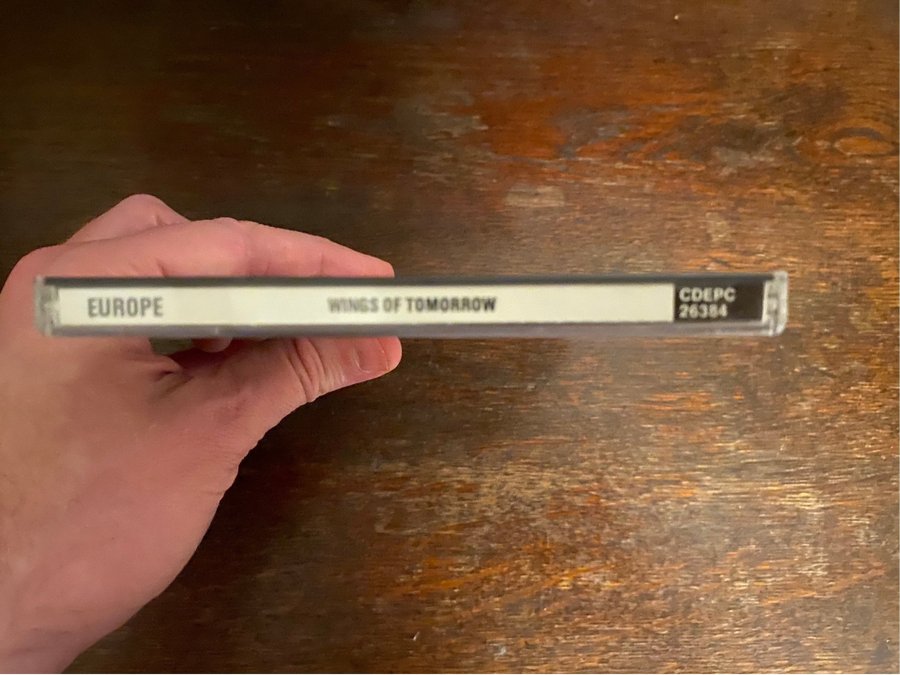 EUROPE
WINGS OF TOMORROW
CDEPC
26384